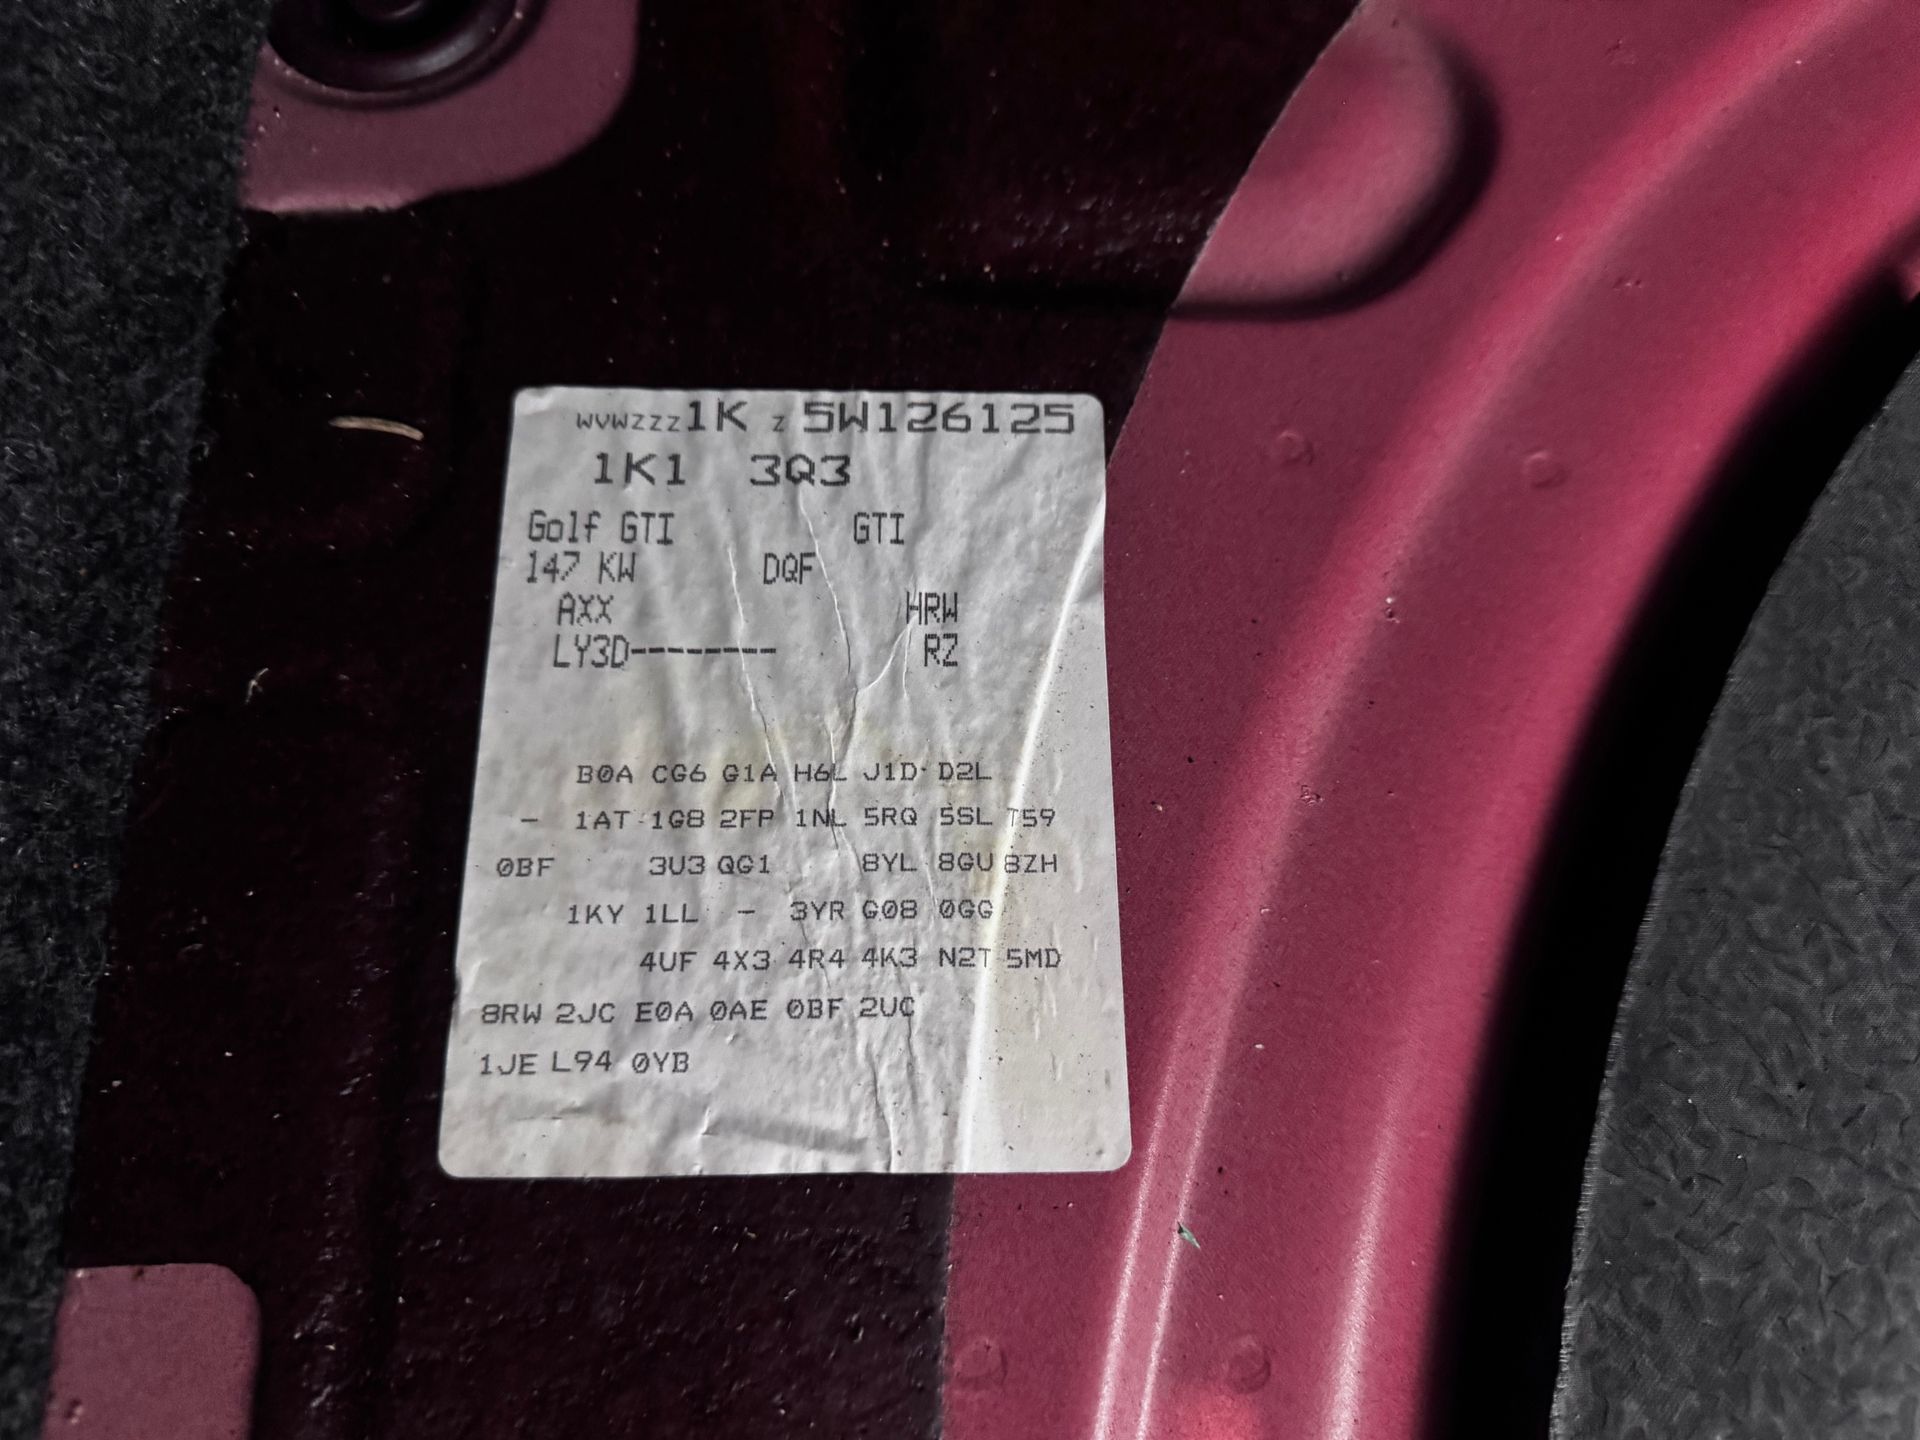 WVWZZZ1K Z 5W126125
1K1 3Q3
Golf GTI GTI
147 KW DQF
AXX HRW
LY3D-------- RZ
B0A CG6 G1A H6L J1D D2L
- 1AT 1G8 2FP 1NL 5RQ 5SL T59
0BF 3U3 QG1 8YL 8GU 8ZH
1KY 1LL - 3YR G08 0GG
4UF 4X3 4R4 4K3 N2T 5MD
8RW 2JC E0A 0AE 0BF 2UC
1JE L94 0YB